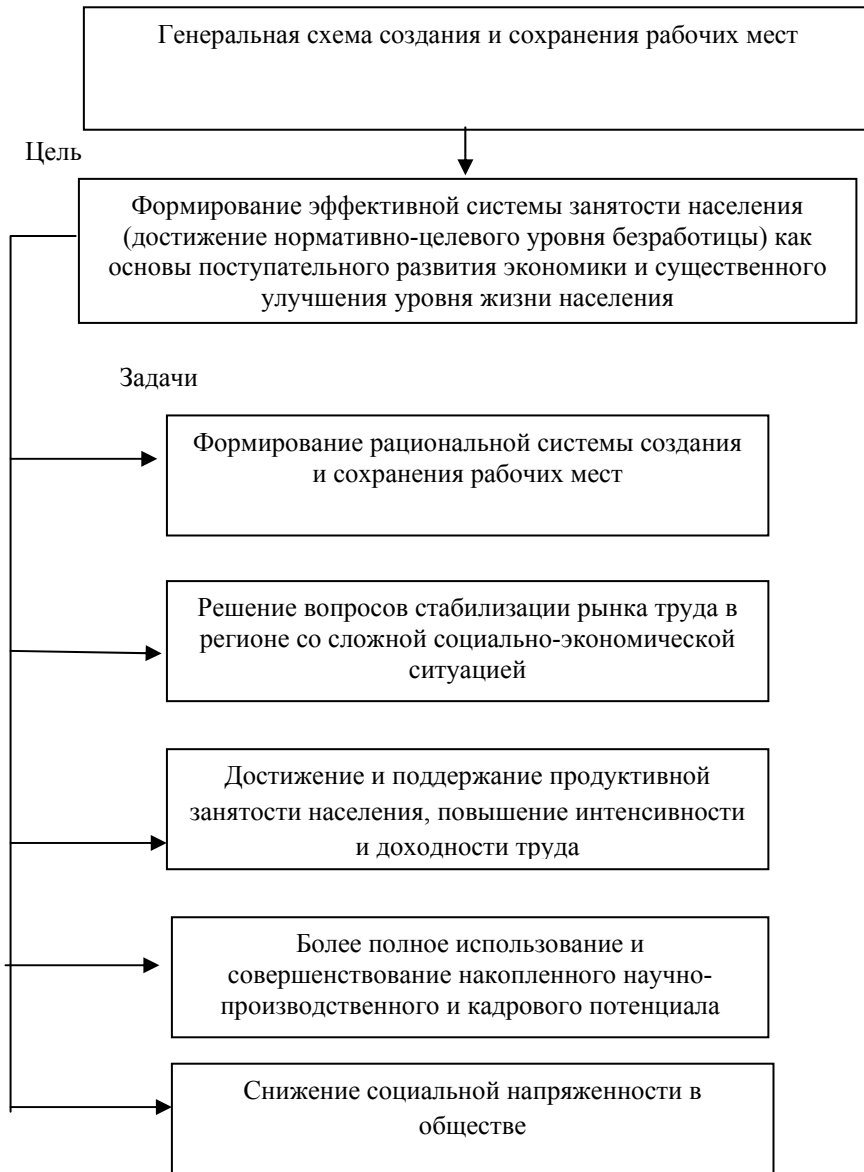 Генеральная схема создания и сохранения рабочих мест
Цель
Формирование эффективной системы занятости населения
(достижение нормативно-целевого уровня безработицы) как
основы поступательного развития экономики и существенного
улучшения уровня жизни населения
Задачи
Формирование рациональной системы создания
и сохранения рабочих мест
Решение вопросов стабилизации рынка труда в
регионе со сложной социально-экономической
ситуацией
Достижение и поддержание продуктивной
занятости населения, повышение интенсивности
и доходности труда
Более полное использование и
совершенствование накопленного научно-
производственного и кадрового потенциала
Снижение социальной напряженности в
обществе